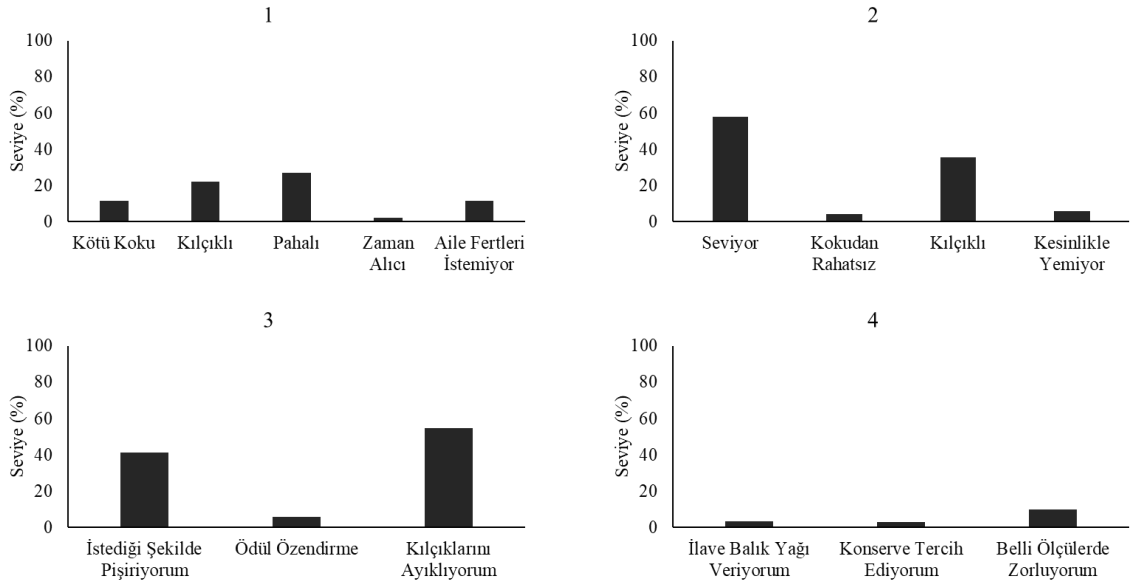 1
100
80
60
40
20
0
Seviye (%)
Kötü Koku
Kılçıklı
Pahalı
Zaman
Alıcı
Aile Fertleri
İstemiyor
2
100
80
60
40
20
0
Seviye (%)
Seviyor
Kokudan
Rahatsız
Kılçıklı
Kesinlikle
Yemiyor
3
100
80
60
40
20
0
Seviye (%)
İstediği Şekilde
Pişiriyorum
Ödül Özendirme
Kılçıklarını
Ayıklıyorum
4
100
80
60
40
20
0
Seviye (%)
İlave Balık Yağı
Veriyorum
Konserve Tercih
Ediyorum
Belli Ölçülerde
Zorluyorum